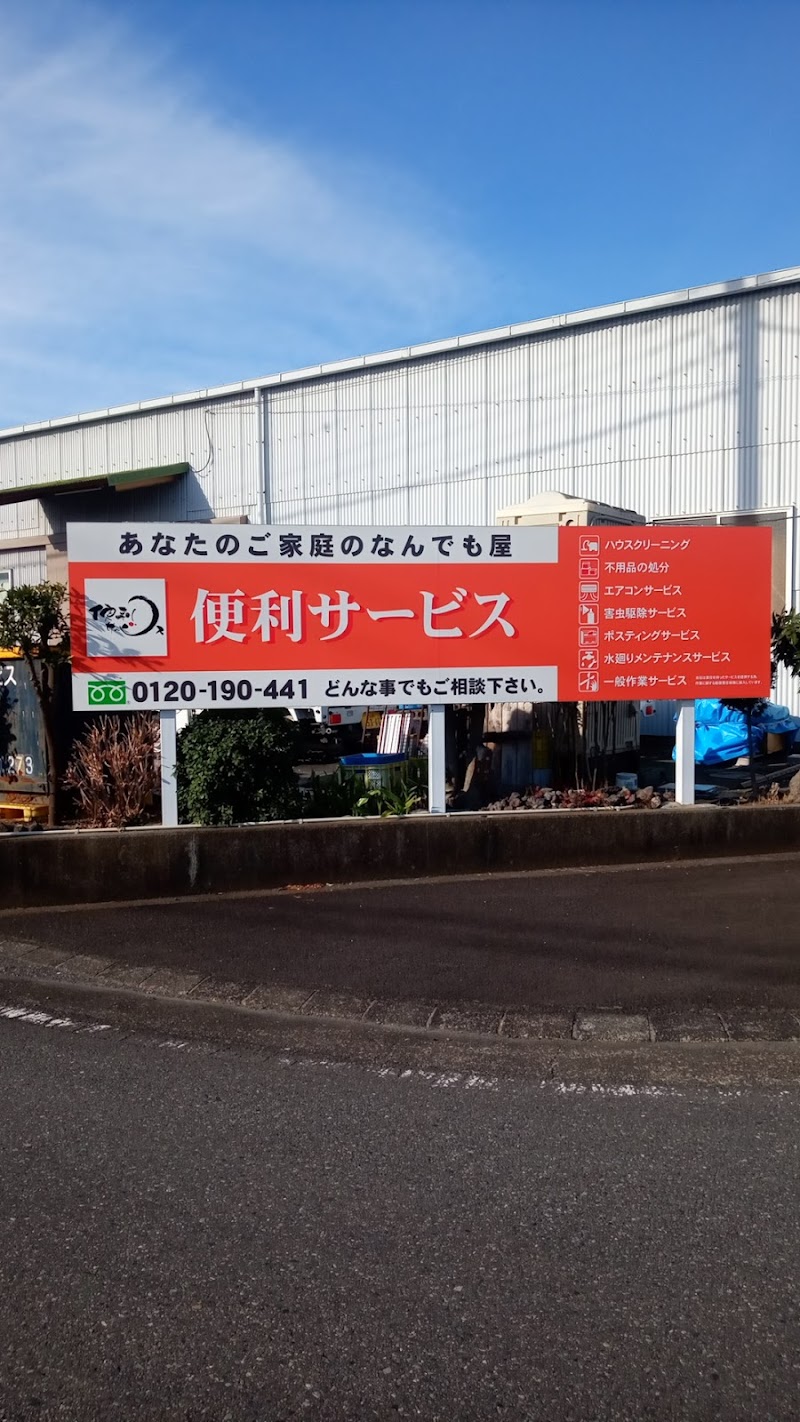 あなたのご家庭のなんでも屋
便利サービス
0120-190-441 どんな事でもご相談下さい。
ハウスクリーニング
不用品の処分
エアコンサービス
害虫駆除サービス
ポスティングサービス
水廻りメンテナンスサービス
一般作業サービス
ビス
273